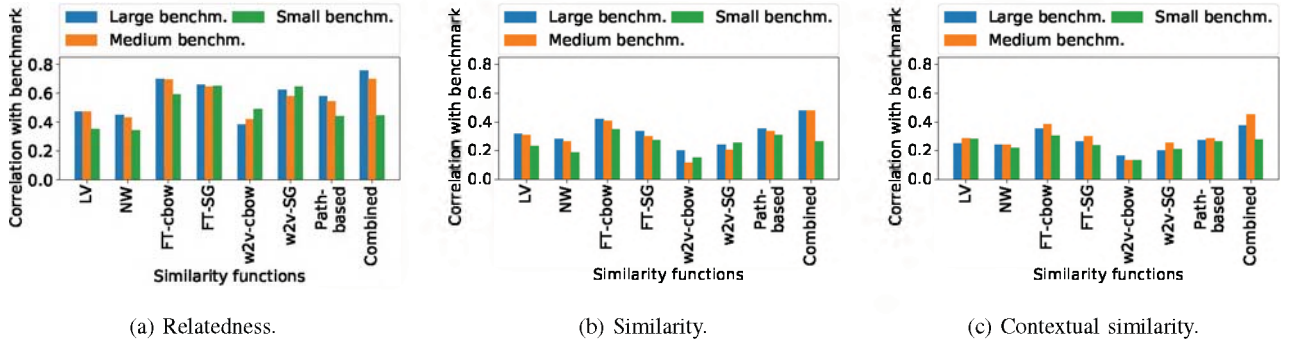 Large benchm.
Medium benchm.
Small benchm.
Correlation with benchmark
0.8
0.6
0.4
0.2
0.0
LV
NW
FT-cbow
FT-SG
w2v-cbow
w2v-SG
Path-
based
Combined
Similarity functions
(a) Relatedness.
Large benchm.
Medium benchm.
Small benchm.
Correlation with benchmark
0.8
0.6
0.4
0.2
0.0
LV
NW
FT-cbow
FT-SG
w2v-cbow
w2v-SG
Path-
based
Combined
Similarity functions
(b) Similarity.
Large benchm.
Medium benchm.
Small benchm.
Correlation with benchmark
0.8
0.6
0.4
0.2
0.0
LV
NW
FT-cbow
FT-SG
w2v-cbow
w2v-SG
Path-
based
Combined
Similarity functions
(c) Contextual similarity.